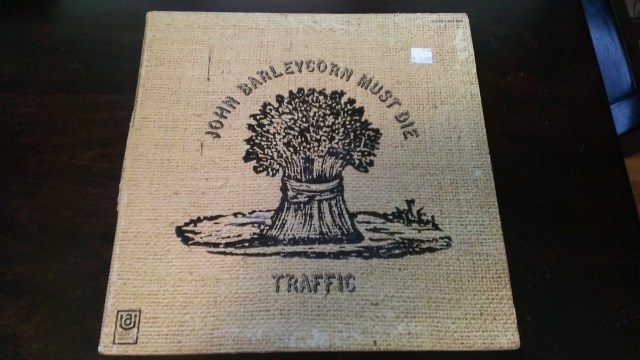 JOHN BARLEYCORN MUST DIE
TRAFFIC